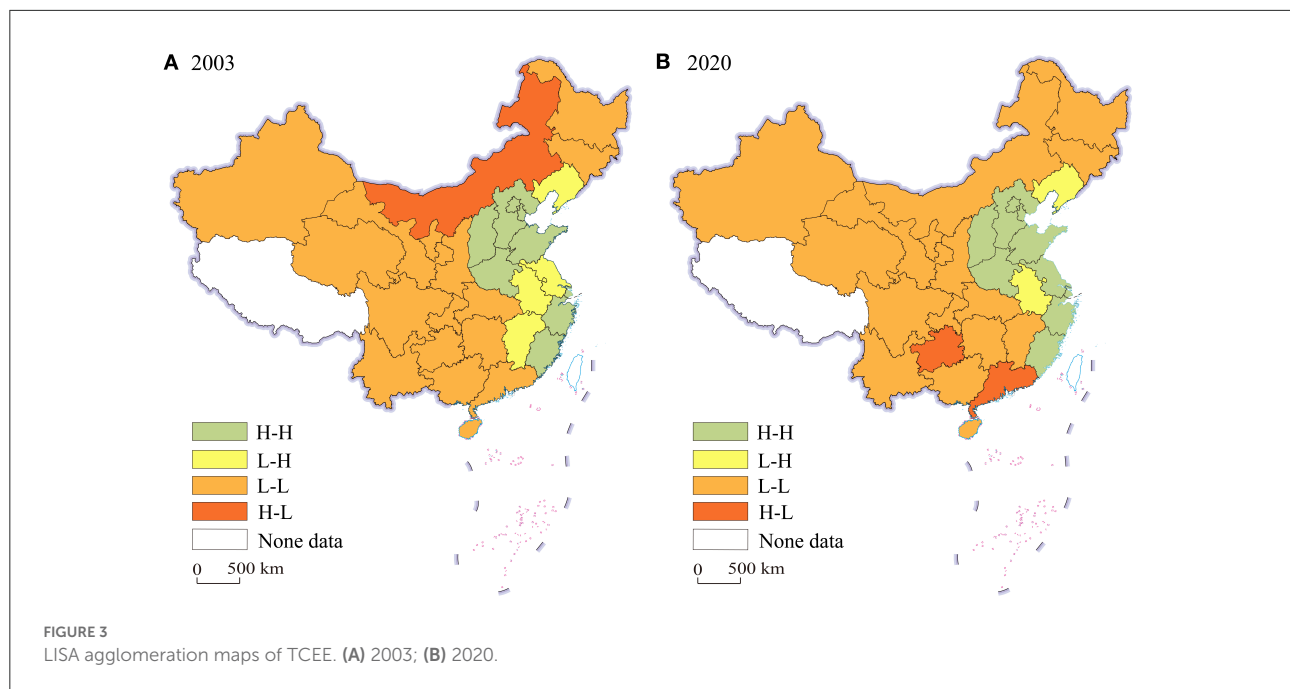 A 2003
B 2020
H-H
L-H
L-L
H-L
None data
0 500 km
H-H
L-H
L-L
H-L
None data
0 500 km
FIGURE 3
LISA agglomeration maps of TCEE. (A) 2003; (B) 2020.